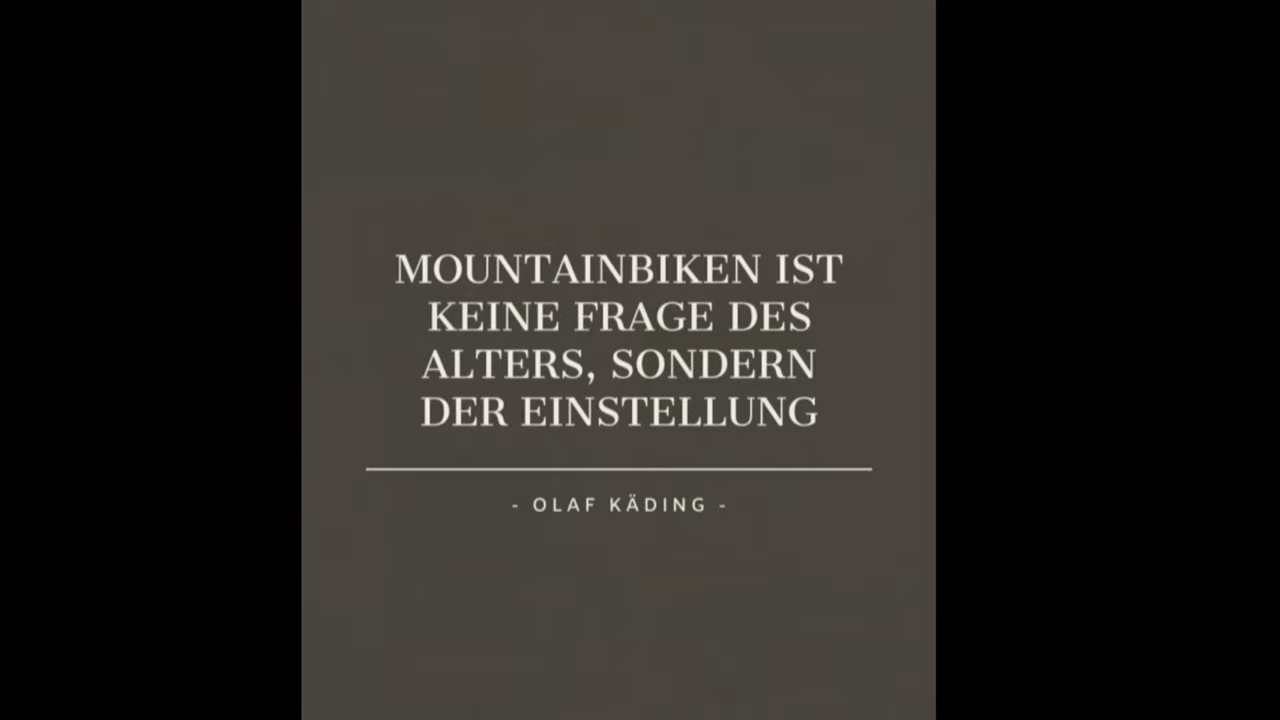 MOUNTAINBIKEN IST
KEINE FRAGE DES
ALTERS, SONDERN
DER EINSTELLUNG
- OLAF KÄDING -